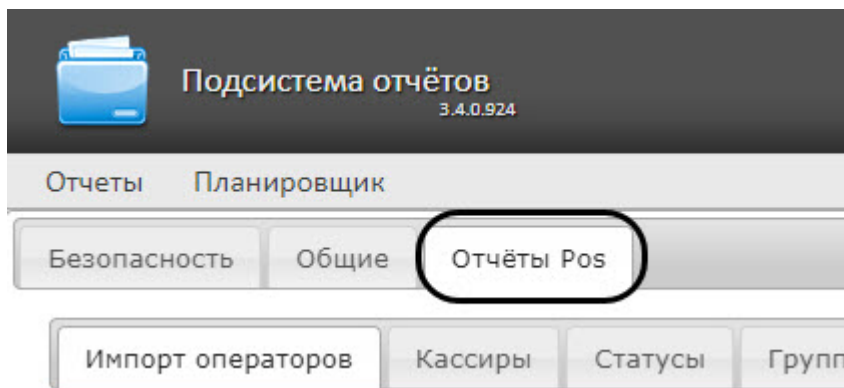 Подсистема отчётов
3.4.0.924
Отчеты Планировщик
Безопасность Общие Отчёты Pos
Импорт операторов Кассиры Статусы